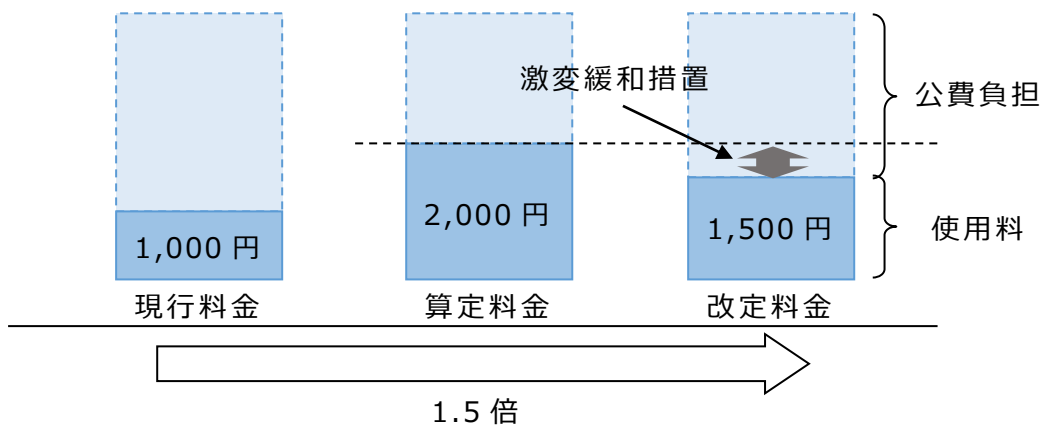 激変緩和措置
公費負担
1,000 円
2,000 円
1,500 円
使用料
現行料金
算定料金
改定料金
1.5 倍